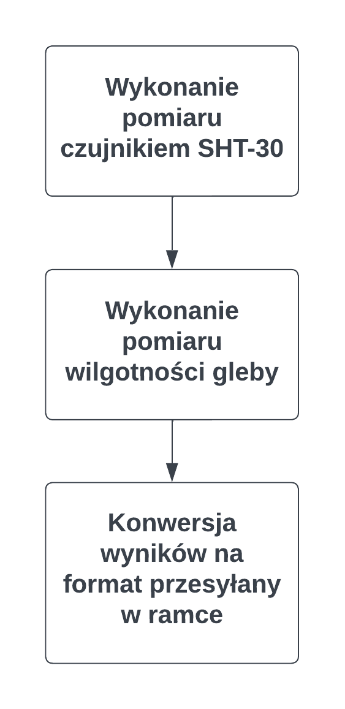 Wykonanie
pomiaru
czujnikiem SHT-30
Wykonanie
pomiaru
wilgotności gleby
Konwersja
wyników na
format przesyłany
w ramce